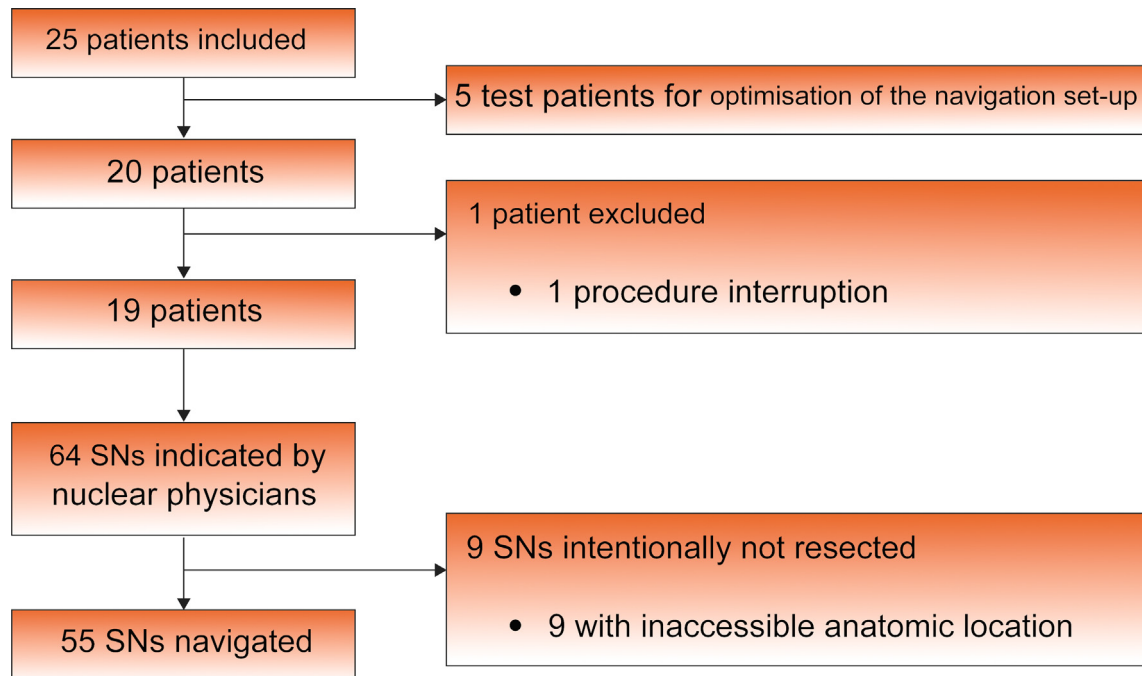 25 patients included
5 test patients for optimisation of the navigation set-up
20 patients
1 patient excluded
• 1 procedure interruption
19 patients
64 SNs indicated by
nuclear physicians
9 SNs intentionally not resected
• 9 with inaccessible anatomic location
55 SNs navigated